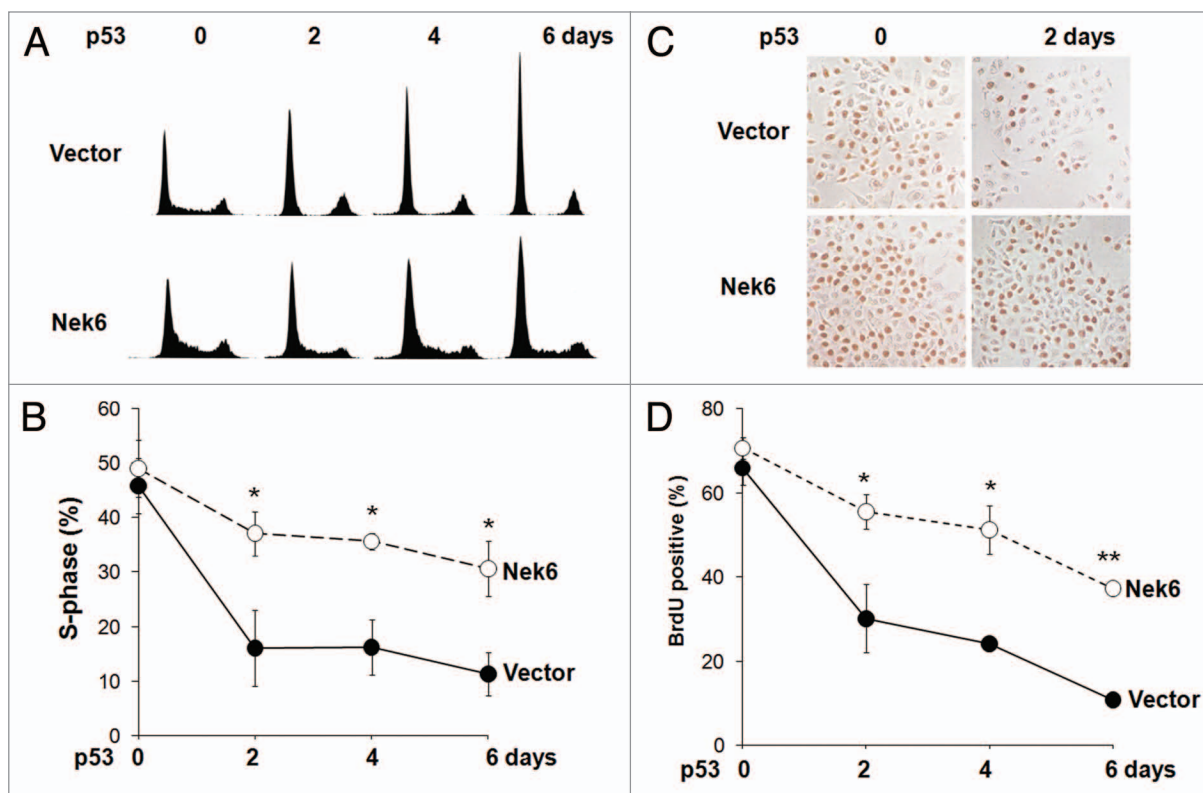 A
p53 0 2 4 6 days
Vector
Nek6
C
p53 0 2 days
Vector
Nek6
B
60
50
40
30
20
10
0
S-phase (%)
* * *
Nek6
Vector
p53 0 2 4 6 days
D
80
60
40
20
0
BrdU positive (%)
* * **
Nek6
Vector
p53 0 2 4 6 days